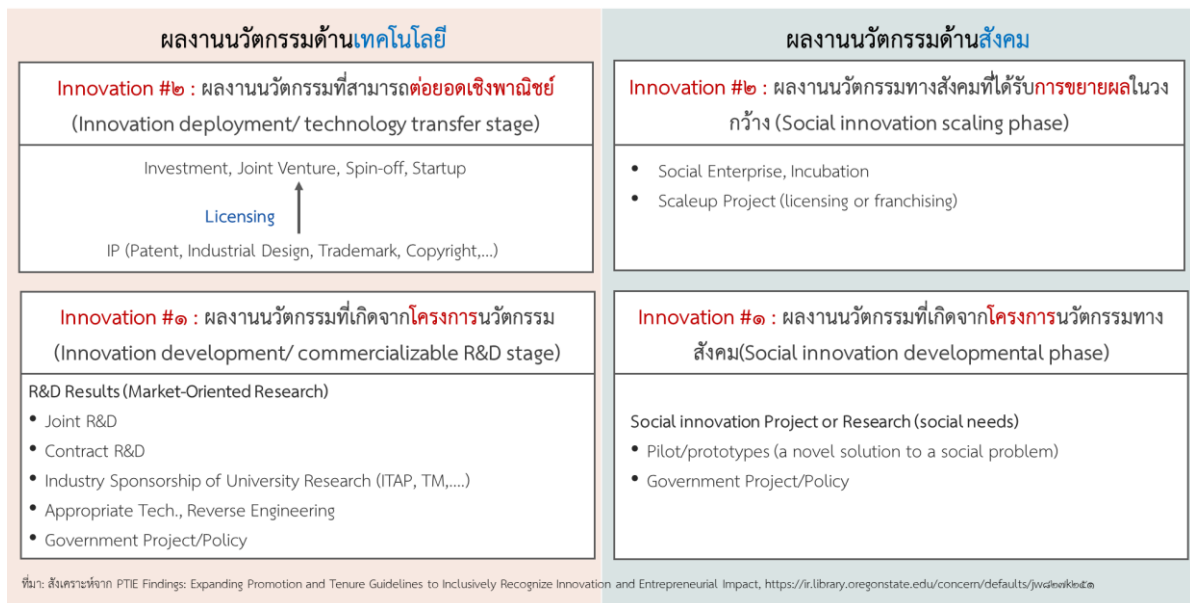 ผลงานนวัตกรรมด้านเทคโนโลยี
Innovation #๒ : ผลงานนวัตกรรมที่สามารถต่อยอดเชิงพาณิชย์
(Innovation deployment/ technology transfer stage)
Investment, Joint Venture, Spin-off, Startup
Licensing
IP (Patent, Industrial Design, Trademark, Copyright,...)
Innovation #๑ : ผลงานนวัตกรรมที่เกิดจากโครงการนวัตกรรม
(Innovation development/ commercializable R&D stage)
R&D Results (Market-Oriented Research)
• Joint R&D
• Contract R&D
• Industry Sponsorship of University Research (ITAP, TM,....)
• Appropriate Tech., Reverse Engineering
• Government Project/Policy
ผลงานนวัตกรรมด้านสังคม
Innovation #๒ : ผลงานนวัตกรรมทางสังคมที่ได้รับการขยายผลในวง
กว้าง (Social innovation scaling phase)
• Social Enterprise, Incubation
• Scaleup Project (licensing or franchising)
Innovation #๑ : ผลงานนวัตกรรมที่เกิดจากโครงการนวัตกรรมทาง
สังคม(Social innovation developmental phase)
Social innovation Project or Research (social needs)
• Pilot/prototypes (a novel solution to a social problem)
• Government Project/Policy
ที่มา: สังเคราะห์จาก PTIE Findings: Expanding Promotion and Tenure Guidelines to Inclusively Recognize Innovation and Entrepreneurial Impact, https://ir.library.oregonstate.edu/concern/defaults/jw๘๒๗k๒๕๑